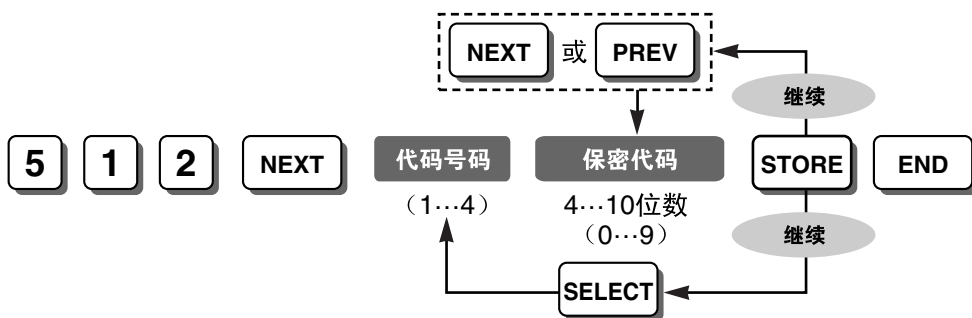 NEXT 或 PREV
继续
5 1 2 NEXT 代码号码 保密代码 STORE END
（1…4） 4…10位数
（0…9） 继续
SELECT